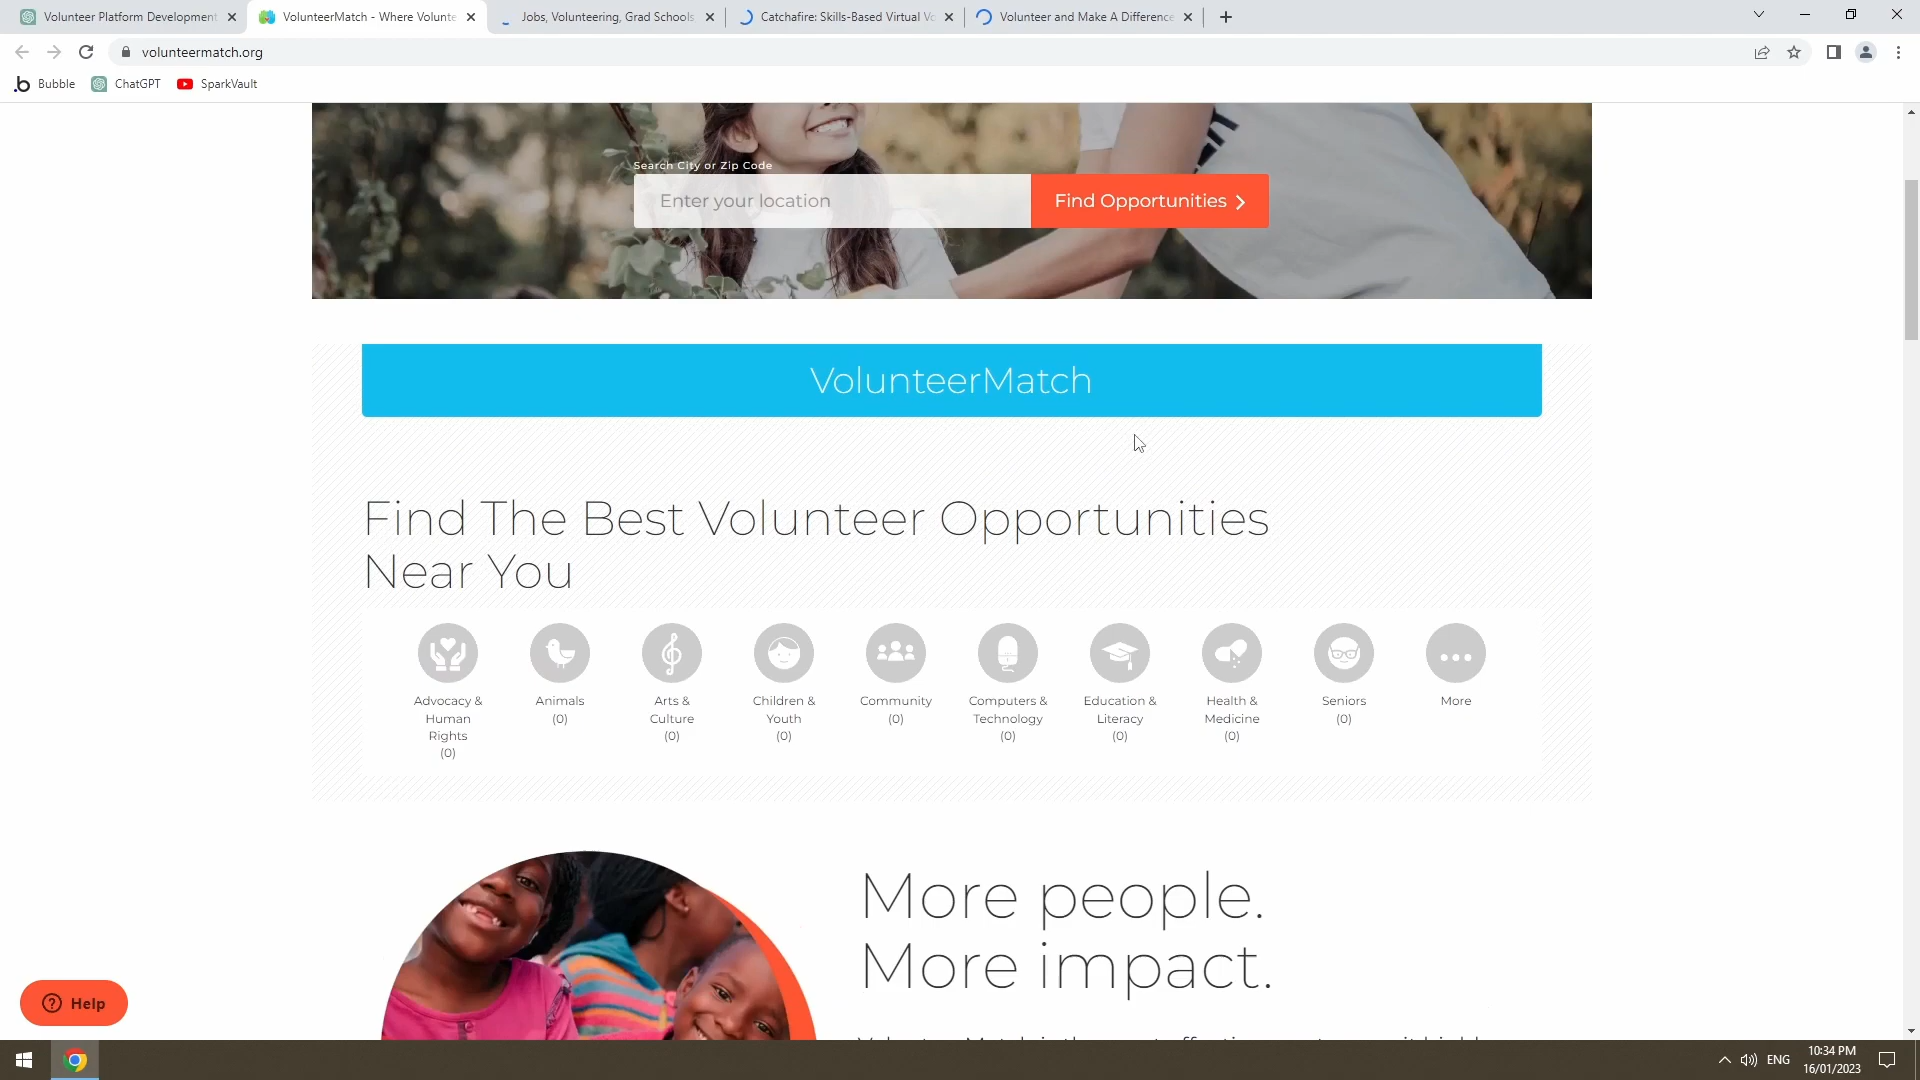 Volunteer Platform Development
VolunteerMatch - Where Volunte
Jobs, Volunteering, Grad Schools
Catchafire: Skills-Based Virtual Vo
Volunteer and Make A Difference
volunteermatch.org
Bubble
ChatGPT
SparkVault
Search City or Zip Code
Enter your location
Find Opportunities
VolunteerMatch
Find The Best Volunteer Opportunities
Near You
Advocacy &
Human
Rights
(0)
Animals
(0)
Arts &
Culture
(0)
Children &
Youth
(0)
Community
(0)
Computers &
Technology
(0)
Education &
Literacy
(0)
Health &
Medicine
(0)
Seniors
(0)
More
More people.
More impact.
Help
ENG
10:34 PM
16/01/2023